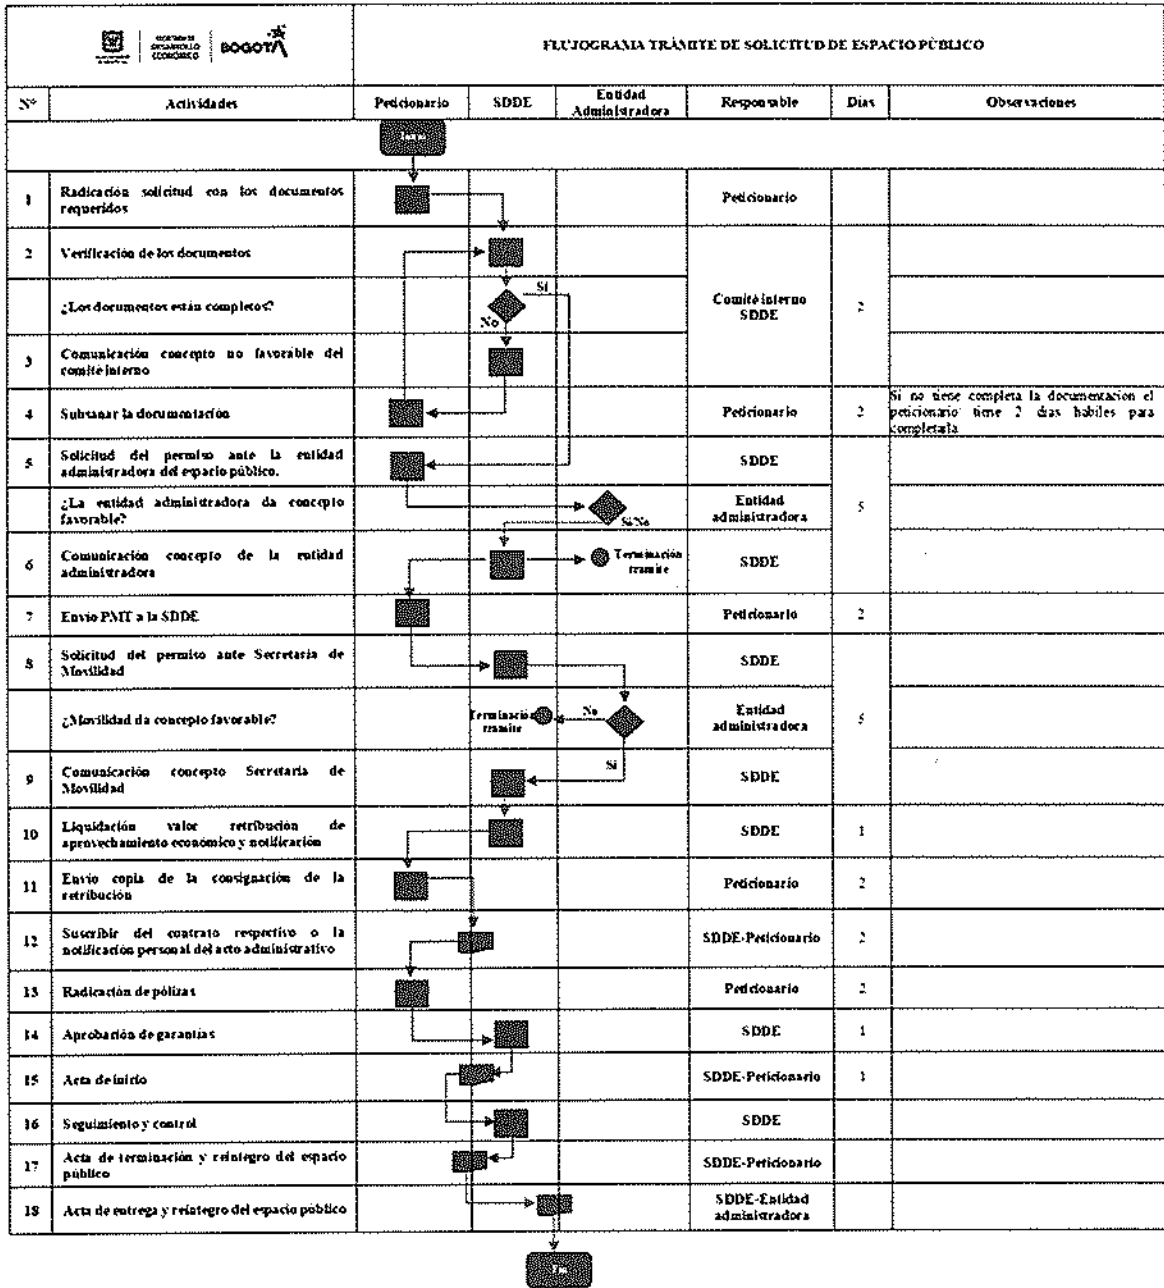 SECRETARÍA DE
DESARROLLO
ECONÓMICO
BOGOTÁ
FLUJOGRAMA TRÁMITE DE SOLICITUD DE ESPACIO PÚBLICO
N° Actividades Peticionario SDDE Entidad Administradora Responsable Días Observaciones
Inicio
1 Radicación solicitud con los documentos
requeridos
Peticionario
2 Verificación de los documentos
¿Los documentos están completos?
Si
No
Comité interno
SDDE
2
3 Comunicación concepto no favorable del
comité interno
4 Subsanar la documentación
Peticionario 2
Si no tiene completa la documentación el
peticionario tiene 2 días hábiles para
completarla
5 Solicitud del permiso ante la entidad
administradora del espacio público.
SDDE
¿La entidad administradora da concepto
favorable?
Si/No
Entidad
administradora
5
6 Comunicación concepto de la entidad
administradora
Terminación
tramite
SDDE
7 Envío PMT a la SDDE
Peticionario 2
8 Solicitud del permiso ante Secretaría de
Movilidad
SDDE
¿Movilidad da concepto favorable?
Terminación
tramite
No
Entidad
administradora
5
Si
9 Comunicación concepto Secretaría de
Movilidad
SDDE
10 Liquidación valor retribución de
aprovechamiento económico y notificación
SDDE 1
11 Envío copia de la consignación de la
retribución
Peticionario 2
12 Suscribir del contrato respectivo o la
notificación personal del acto administrativo
SDDE-Peticionario 2
13 Radicación de pólizas
Peticionario 2
14 Aprobación de garantías
SDDE 1
15 Acta de inicio
SDDE-Peticionario 1
16 Seguimiento y control
SDDE
17 Acta de terminación y reintegro del espacio
público
SDDE-Peticionario
18 Acta de entrega y reintegro del espacio público
SDDE-Entidad
administradora
Fin